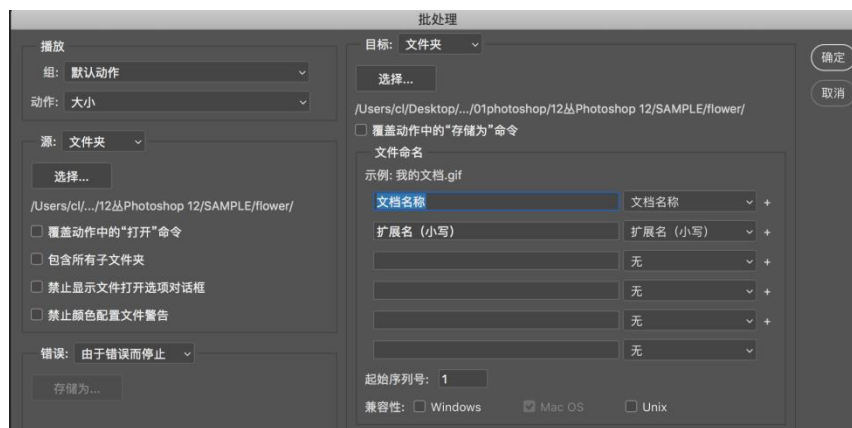 批处理
播放
组: 默认动作
动作: 大小
源: 文件夹
选择...
/Users/cl/.../12丛Photoshop 12/SAMPLE/flower/
覆盖动作中的“打开”命令
包含所有子文件夹
禁止显示文件打开选项对话框
禁止颜色配置文件警告
错误: 由于错误而停止
存储为...
目标: 文件夹
选择...
/Users/cl/Desktop/.../01photoshop/12丛Photoshop 12/SAMPLE/flower/
覆盖动作中的“存储为”命令
文件命名
示例: 我的文档.gif
文档名称 文档名称 +
扩展名（小写） 扩展名（小写） +
无 +
无 +
无 +
无
起始序列号: 1
兼容性: Windows Mac OS Unix
确定
取消